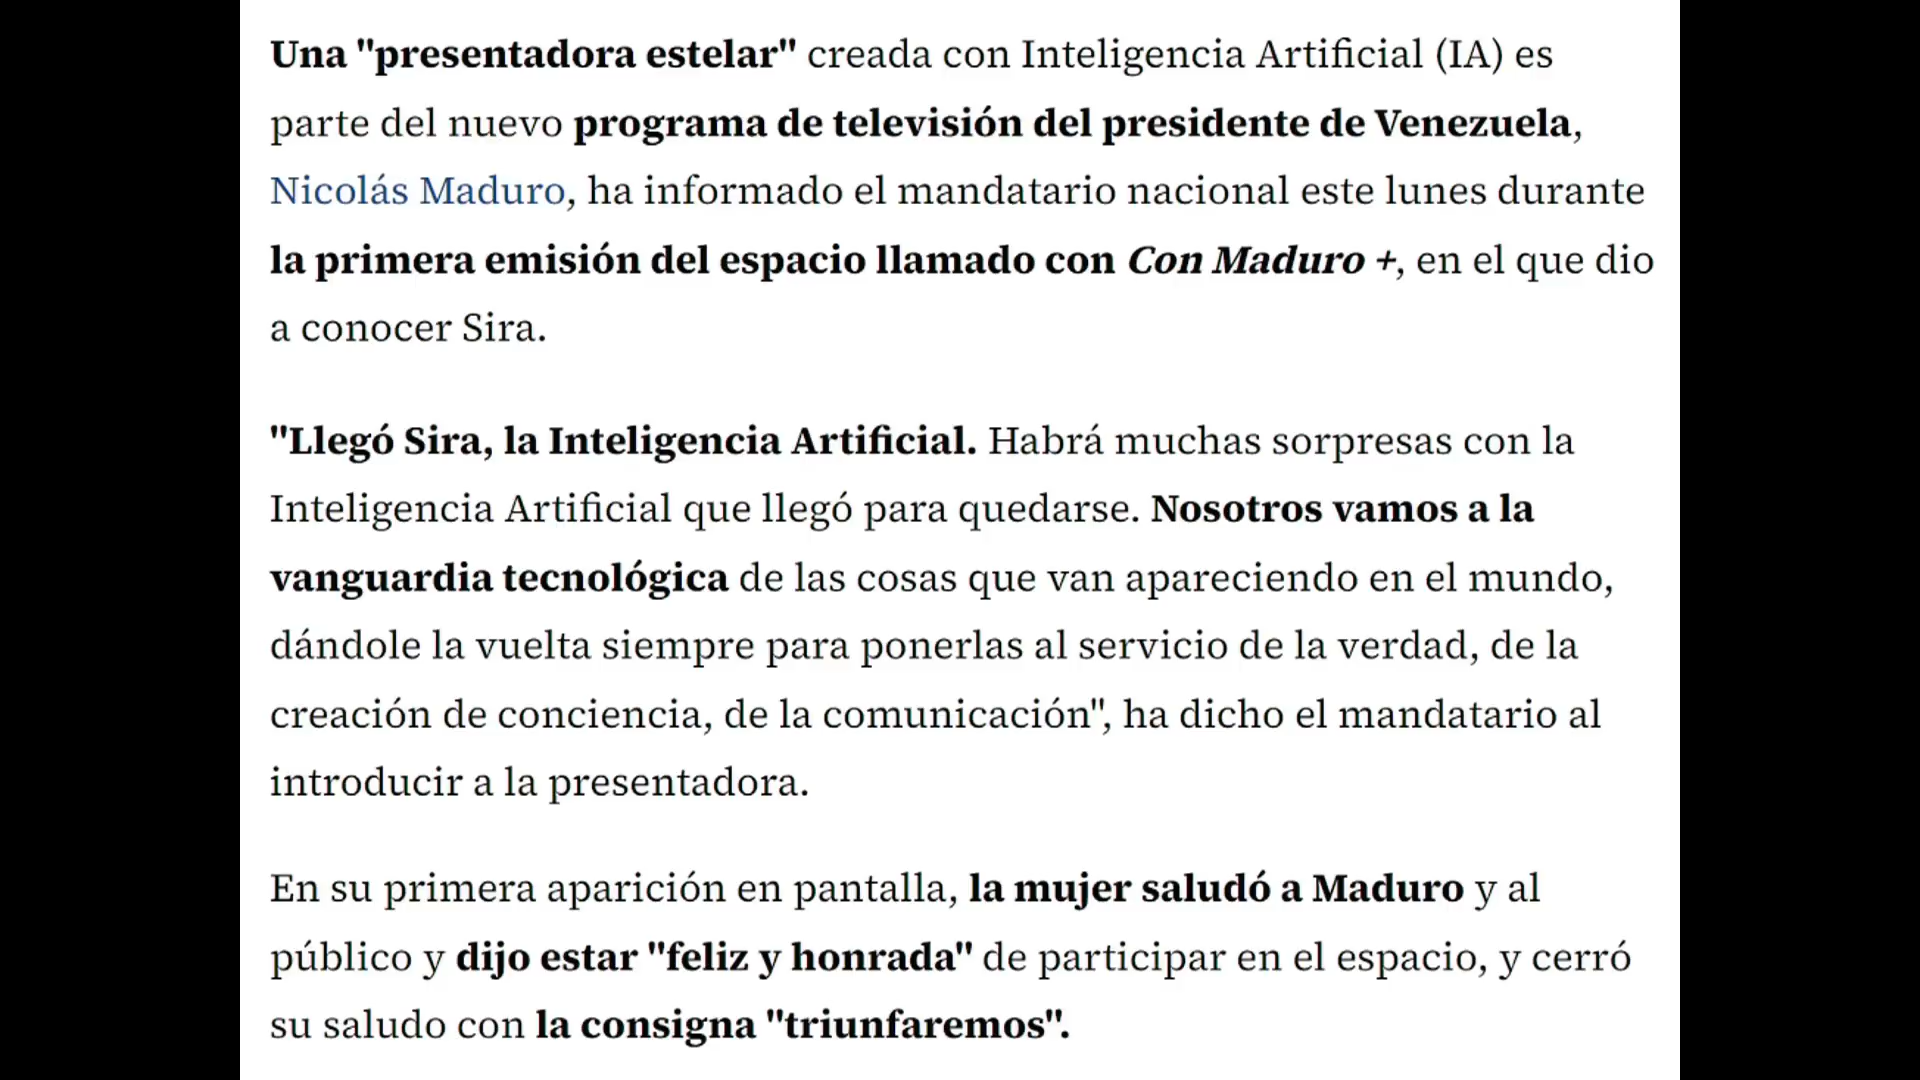 Una "presentadora estelar" creada con Inteligencia Artificial (IA) es
parte del nuevo programa de televisión del presidente de Venezuela,
Nicolás Maduro, ha informado el mandatario nacional este lunes durante
la primera emisión del espacio llamado con Con Maduro +, en el que dio
a conocer Sira.
"Llegó Sira, la Inteligencia Artificial. Habrá muchas sorpresas con la
Inteligencia Artificial que llegó para quedarse. Nosotros vamos a la
vanguardia tecnológica de las cosas que van apareciendo en el mundo,
dándole la vuelta siempre para ponerlas al servicio de la verdad, de la
creación de conciencia, de la comunicación", ha dicho el mandatario al
introducir a la presentadora.
En su primera aparición en pantalla, la mujer saludó a Maduro y al
público y dijo estar "feliz y honrada" de participar en el espacio, y cerró
su saludo con la consigna "triunfaremos".